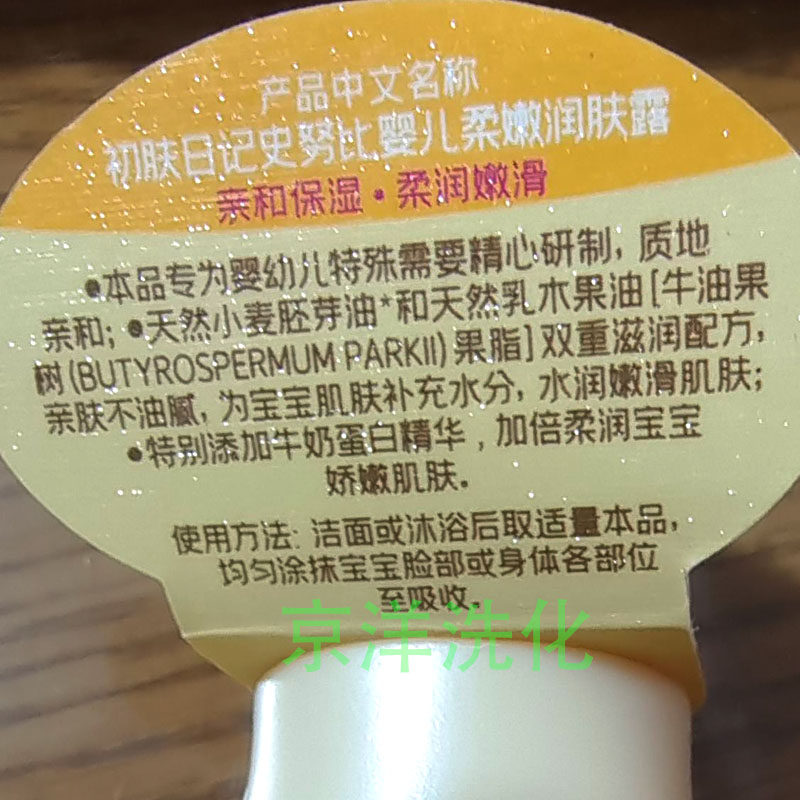 产品中文名称
初肤日记史努比婴儿柔嫩润肤露
亲和保湿·柔润嫩滑
●本品专为婴幼儿特殊需要精心研制，质地
亲和；●天然小麦胚芽油*和天然乳木果油[牛油果
树(BUTYROSPERMUM PARKII)果脂]双重滋润配方，
亲肤不油腻，为宝宝肌肤补充水分，水润嫩滑肌肤；
●特别添加牛奶蛋白精华，加倍柔润宝宝
娇嫩肌肤。
使用方法：洁面或沐浴后取适量本品，
均匀涂抹宝宝脸部或身体各部位
至吸收。
京洋洗化